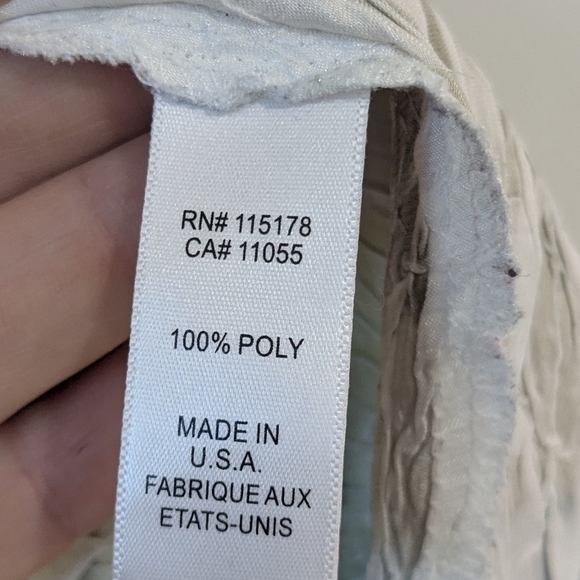 RN# 115178
CA# 11055
100% POLY
MADE IN
U.S.A.
FABRIQUE AUX
ETATS-UNIS